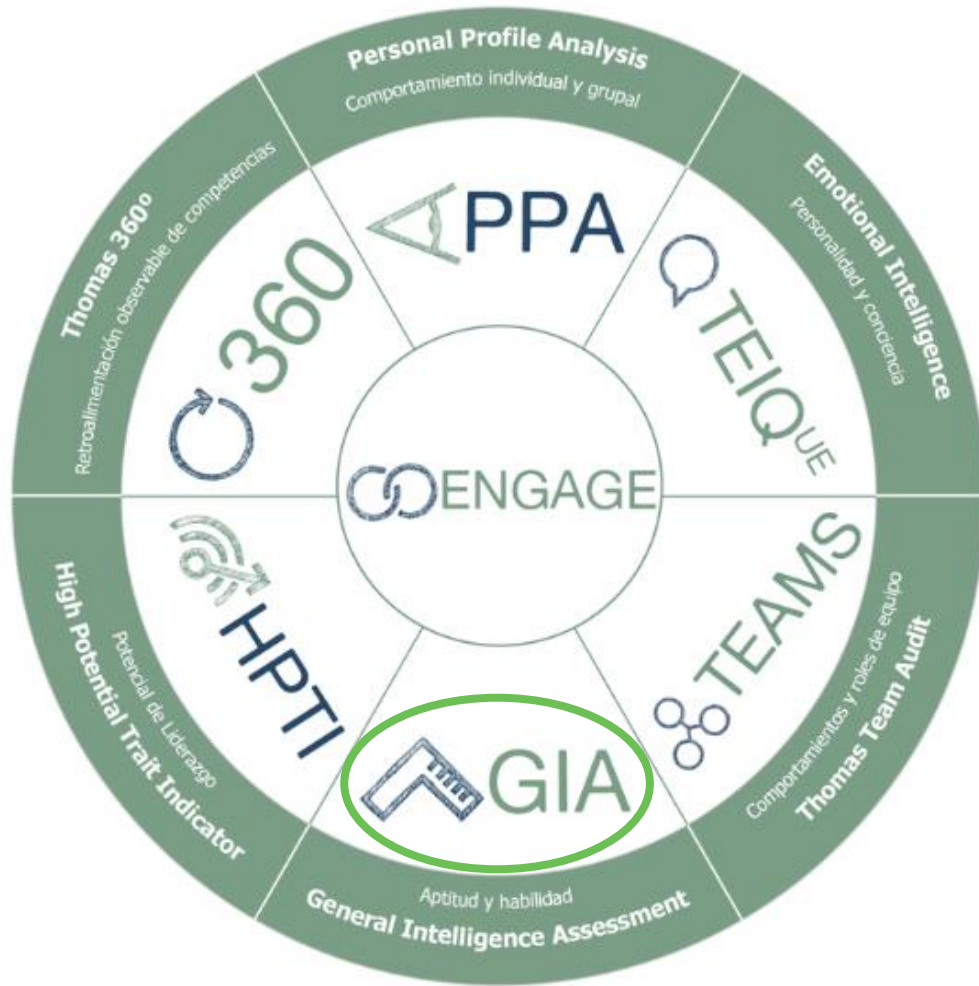 Personal Profile Analysis
Comportamiento individual y grupal
PPA
Emotional Intelligence
Personalidad y conciencia
TEIQUE
Thomas Team Audit
Comportamientos y roles de equipo
TEAMS
General Intelligence Assessment
Aptitud y habilidad
GIA
High Potential Trait Indicator
Potencial de Liderazgo
HPTI
Thomas 360º
Retroalimentación observable de competencias
360
ENGAGE